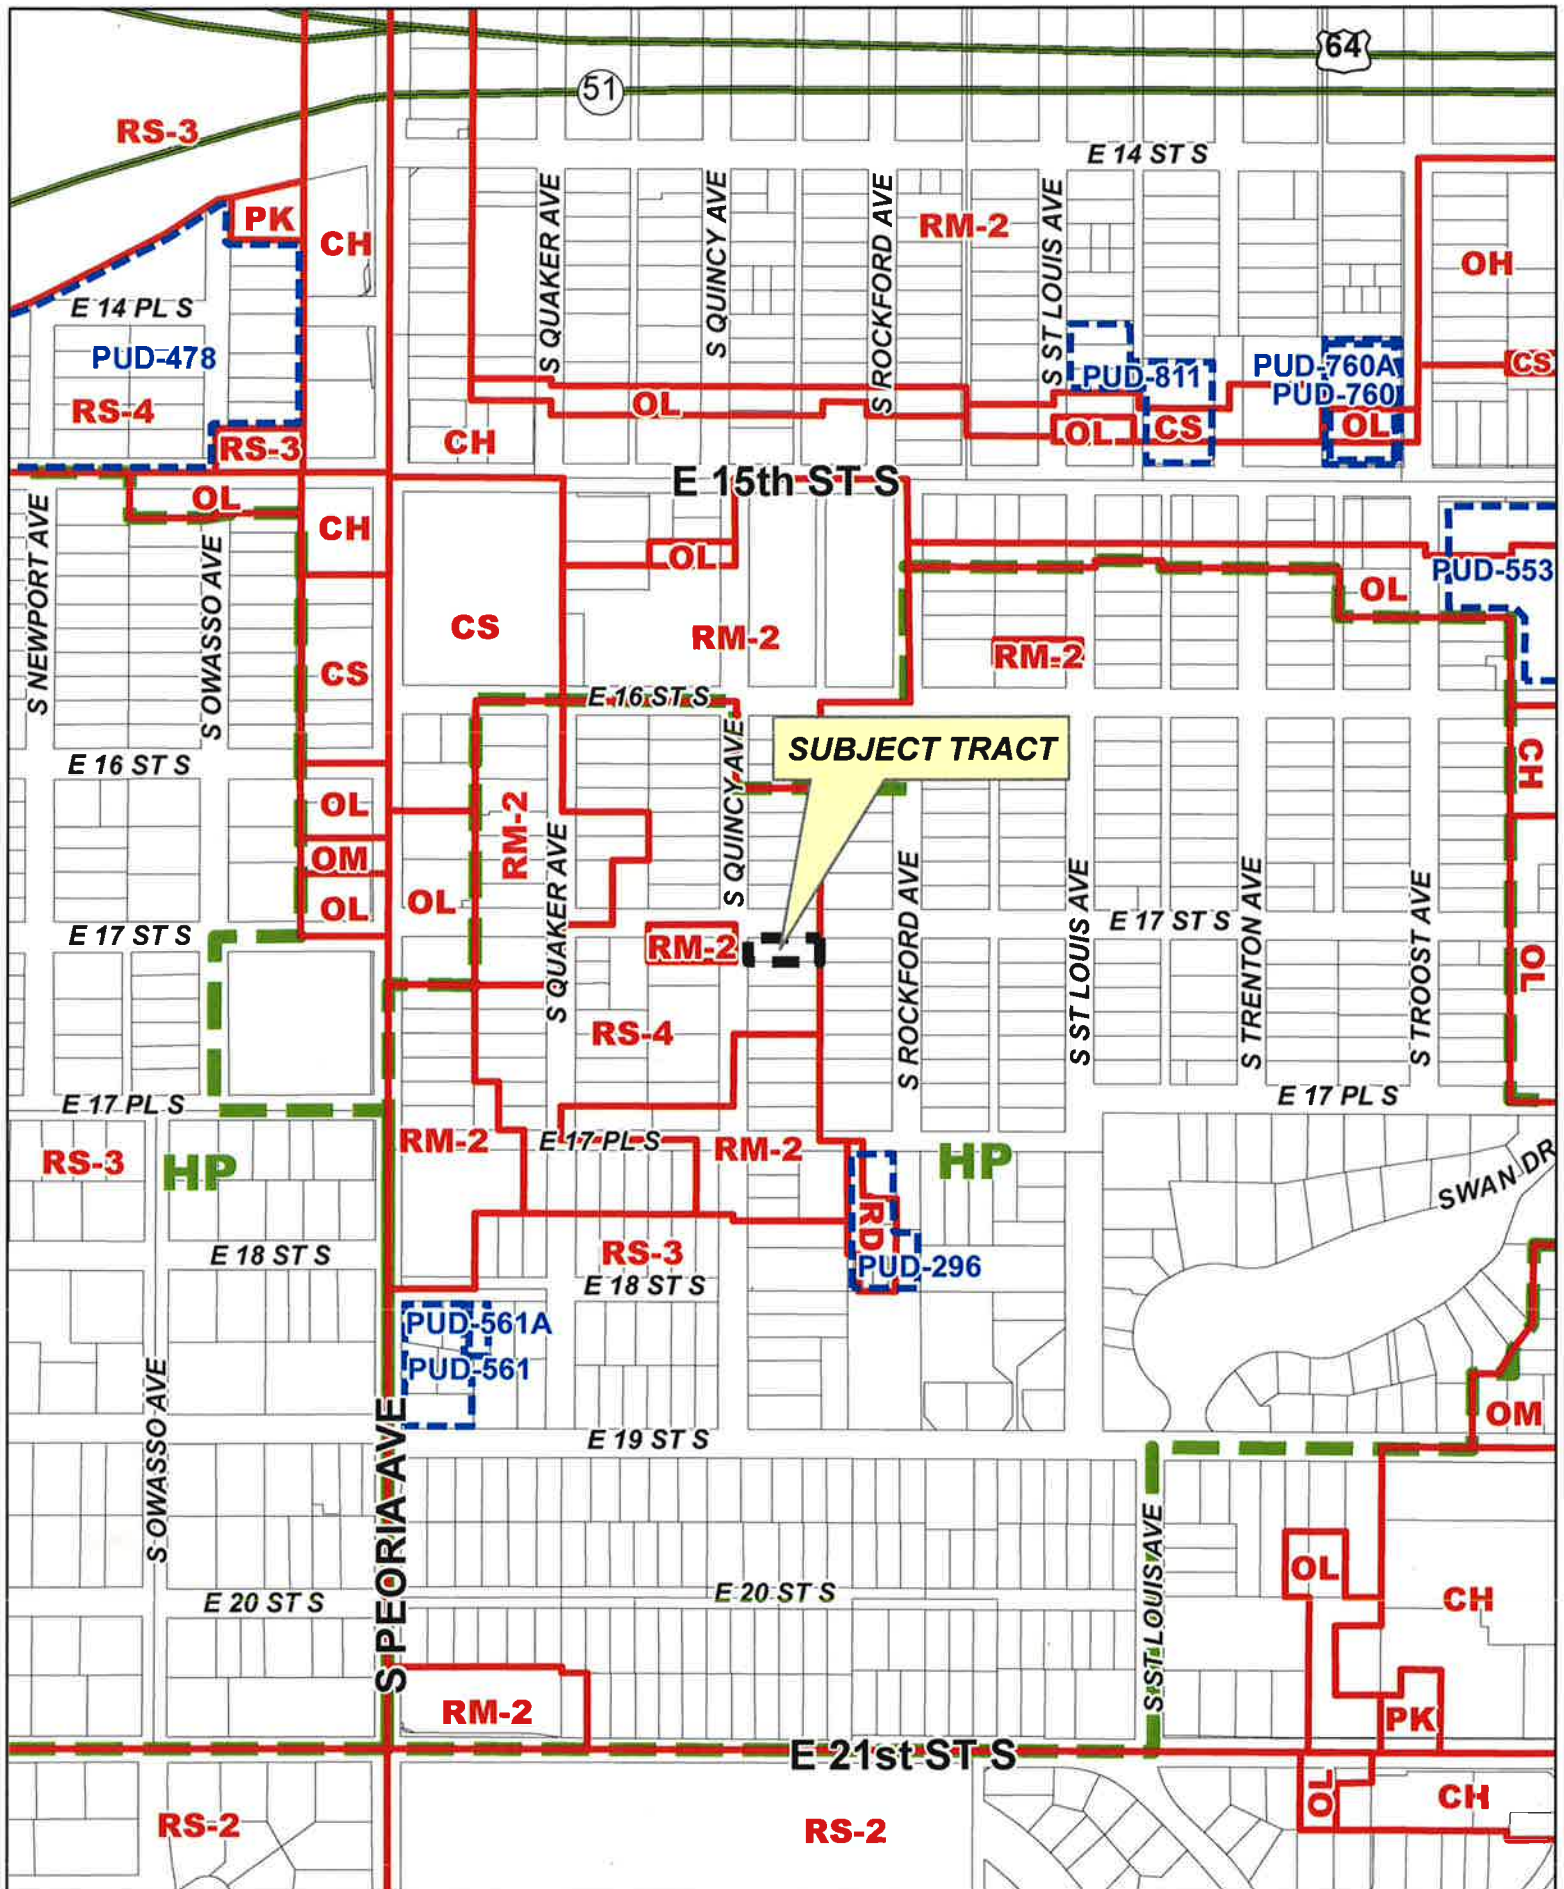 64
51
RS-3
E 14 ST S
PK
CH
S QUAKER AVE
S QUINCY AVE
S ROCKFORD AVE
RM-2
S ST LOUIS AVE
OH
E 14 PL S
PUD-478
RS-4
RS-3
CH
OL
PUD-811
OL
CS
PUD-760A
PUD-760
OL
CS
E 15th ST S
S NEWPORT AVE
OL
S OWASSO AVE
CH
CS
CS
OL
RM-2
RM-2
OL
PUD-553
E 16 ST S
E 16 ST S
S QUINCY AVE
SUBJECT TRACT
CH
OL
OM
OL
OL
RM-2
S QUAKER AVE
RM-2
S ROCKFORD AVE
S ST LOUIS AVE
E 17 ST S
S TRENTON AVE
S TROOST AVE
OL
E 17 ST S
RS-4
E 17 PL S
E 17 PL S
RS-3
HP
RM-2
E 17 PL S
RM-2
HP
SWAN DR
RD
PUD-296
E 18 ST S
RS-3
E 18 ST S
PUD-561A
PUD-561
S OWASSO AVE
S PEORIA AVE
E 19 ST S
OM
S ST LOUIS AVE
OL
CH
E 20 ST S
E 20 ST S
RM-2
PK
E 21st ST S
RS-2
RS-2
OL
CH